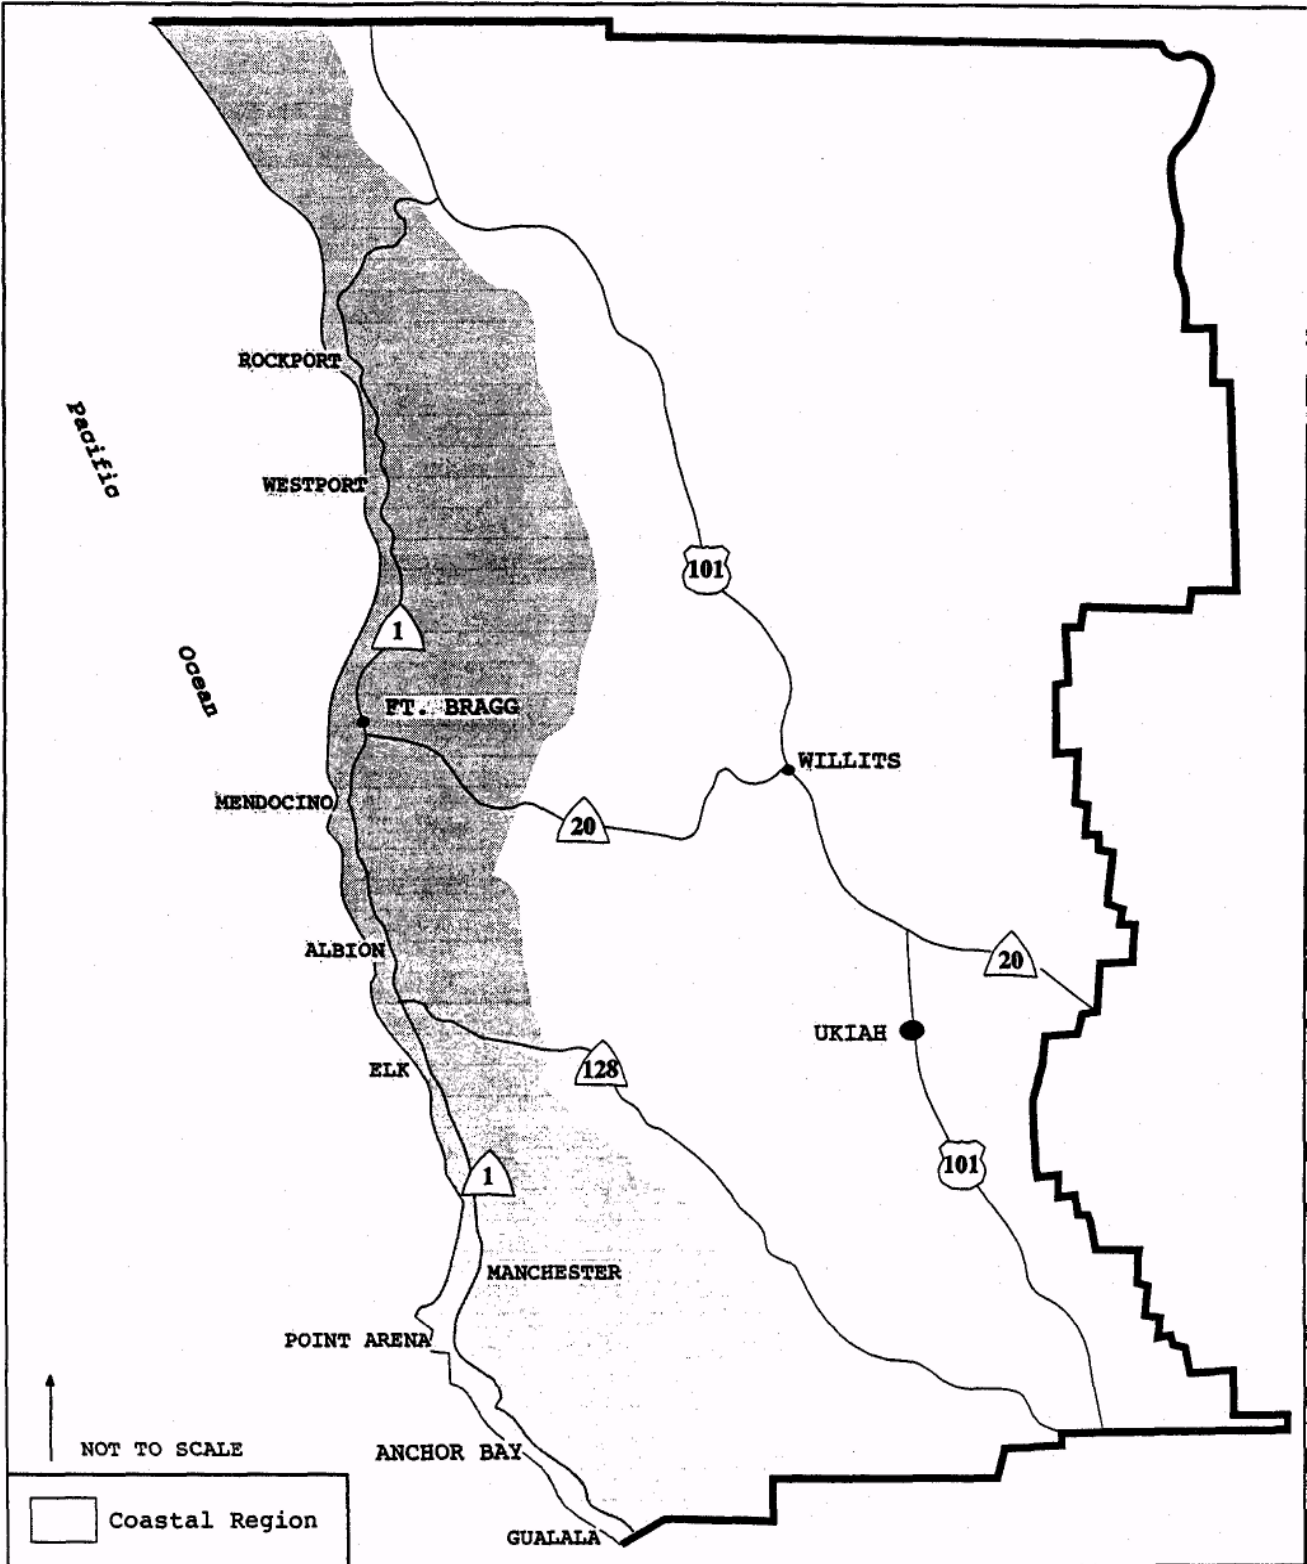 ROCKPORT
Pacific
WESTPORT
101
1
Ocean
FT. BRAGG
WILLITS
MENDOCINO
20
ALBION
20
UKIAH
ELK
128
101
1
MANCHESTER
POINT ARENA
NOT TO SCALE
ANCHOR BAY
Coastal Region
GUALALA